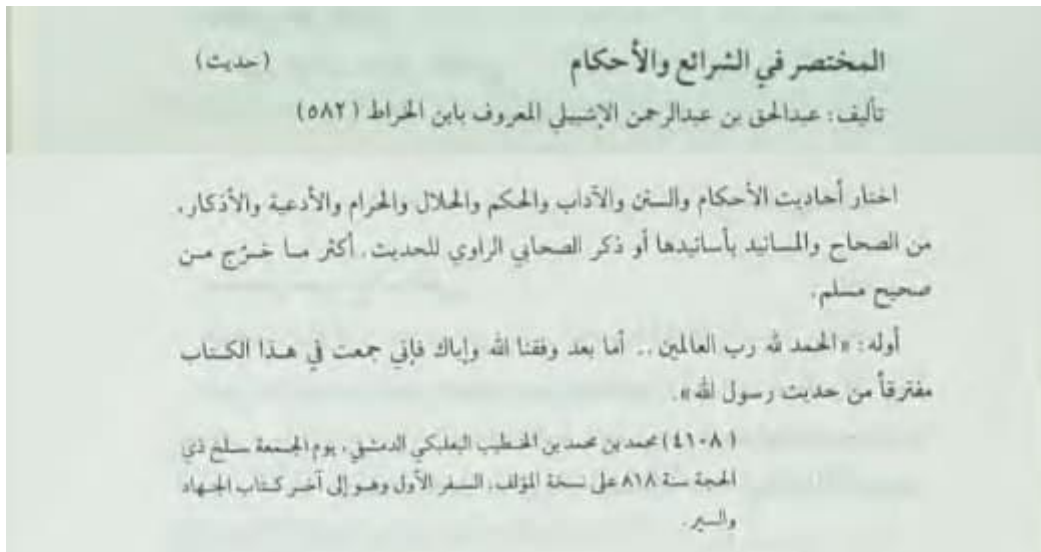 المختصر في الشرائع والأحكام (حديث)
تأليف: عبدالحق بن عبدالرحمن الإشبيلي المعروف بابن الخراط (٥٨٢)
اختار أحاديث الأحكام والسنن والآداب والحكم والحلال والحرام والأدعية والأذكار،
من الصحاح والمسانيد بأسانيدها أو ذكر الصحابي الراوي للحديث. أكثر ما خرّج من
صحيح مسلم.
أوله: «الحمد لله رب العالمين .. أما بعد وفقنا الله وإياك فإني جمعت في هذا الكتاب
مفترقاً من حديث رسول الله».
(٤١٠٨) محمد بن محمد بن الخطيب البعلبكي الدمشقي، يوم الجمعة سلخ ذي
الحجة سنة ٨١٨ على نسخة المؤلف، السفر الأول وهو إلى آخر كتاب الجهاد
والسير.